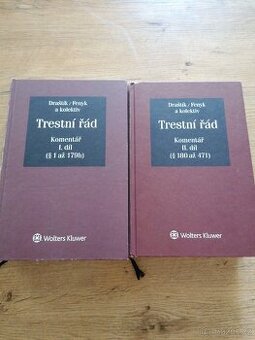 Draštík / Fenyk
a kolektiv
Trestní řád
Komentář
I. díl
(§ 1 až 179h)
Wolters Kluwer
Draštík / Fenyk
a kolektiv
Trestní řád
Komentář
II. díl
(§ 180 až 471)
Wolters Kluwer